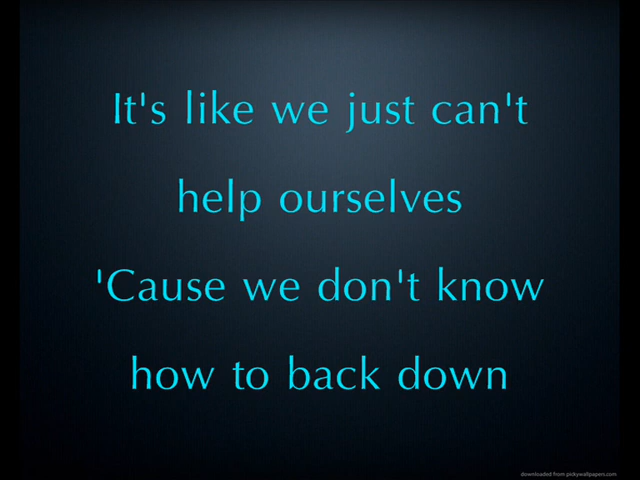 It's like we just can't
help ourselves
'Cause we don't know
how to back down
downloaded from pickywallpapers.com